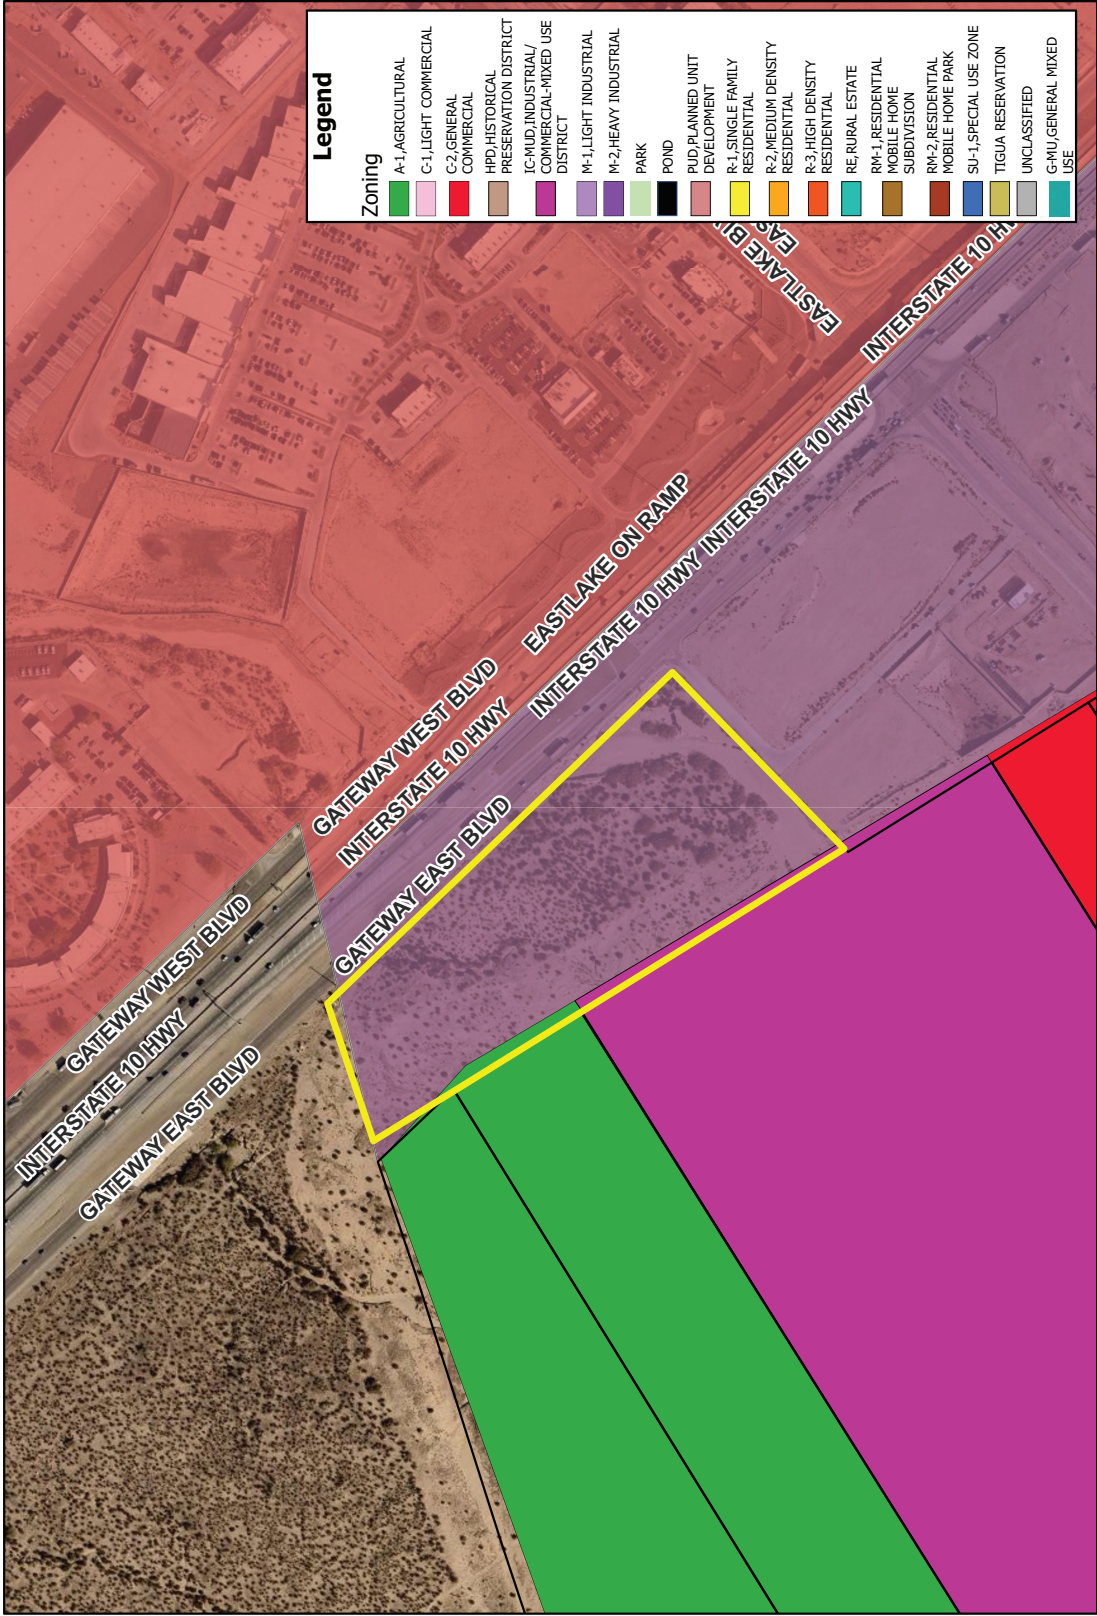 Legend
Zoning
A-1,AGRICULTURAL
C-1,LIGHT COMMERCIAL
C-2,GENERAL
COMMERCIAL
HPD,HISTORICAL
PRESERVATION DISTRICT
IC-MUD,INDUSTRIAL/
COMMERCIAL-MIXED USE
DISTRICT
M-1,LIGHT INDUSTRIAL
M-2,HEAVY INDUSTRIAL
PARK
POND
PUD,PLANNED UNIT
DEVELOPMENT
R-1,SINGLE FAMILY
RESIDENTIAL
R-2,MEDIUM DENSITY
RESIDENTIAL
R-3,HIGH DENSITY
RESIDENTIAL
RE,RURAL ESTATE
RM-1,RESIDENTIAL
MOBILE HOME
SUBDIVISION
RM-2,RESIDENTIAL
MOBILE HOME PARK
SU-1,SPECIAL USE ZONE
TIGUA RESERVATION
UNCLASSIFIED
G-MU,GENERAL MIXED
USE
INTERSTATE 10 HWY
GATEWAY WEST BLVD
GATEWAY EAST BLVD
GATEWAY WEST BLVD
INTERSTATE 10 HWY
GATEWAY EAST BLVD
EASTLAKE ON RAMP
INTERSTATE 10 HWY
INTERSTATE 10 HWY
INTERSTATE 10
EASTLAKE